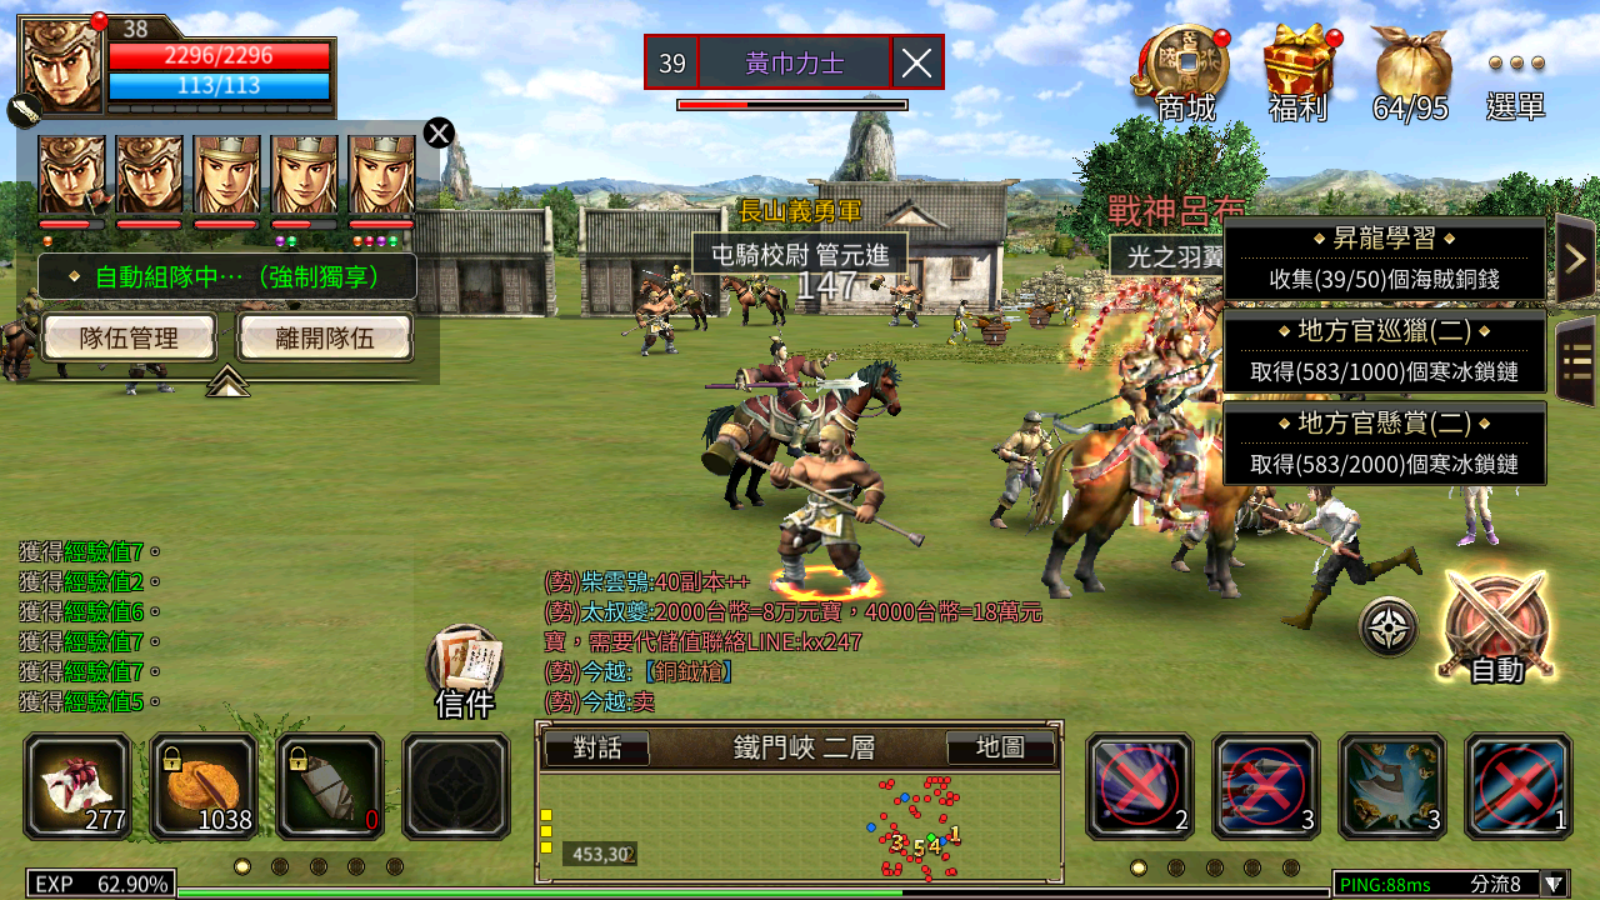 38
2296/2296
113/113
39
黃巾力士
商城
福利
64/95
選單
自動組隊中…（強制獨享）
隊伍管理
離開隊伍
長山義勇軍
屯騎校尉 管元進
147
戰神呂布
光之羽翼
昇龍學習
收集(39/50)個海賊銅錢
地方官巡獵(二)
取得(583/1000)個寒冰鎖鏈
地方官懸賞(二)
取得(583/2000)個寒冰鎖鏈
獲得經驗值7。
獲得經驗值2。
獲得經驗值6。
獲得經驗值7。
獲得經驗值7。
獲得經驗值5。
信件
(勢)柴雲鴞:40副本++
(勢)太叔夔:2000台幣=8万元寶，4000台幣=18萬元
寶，需要代儲值聯絡LINE:kx247
(勢)今越:【銅鉞槍】
(勢)今越:卖
自動
對話
鐵門峽 二層
地圖
277
1038
0
2
3
3
1
3
5
4
1
EXP 62.90%
PING:88ms
分流8